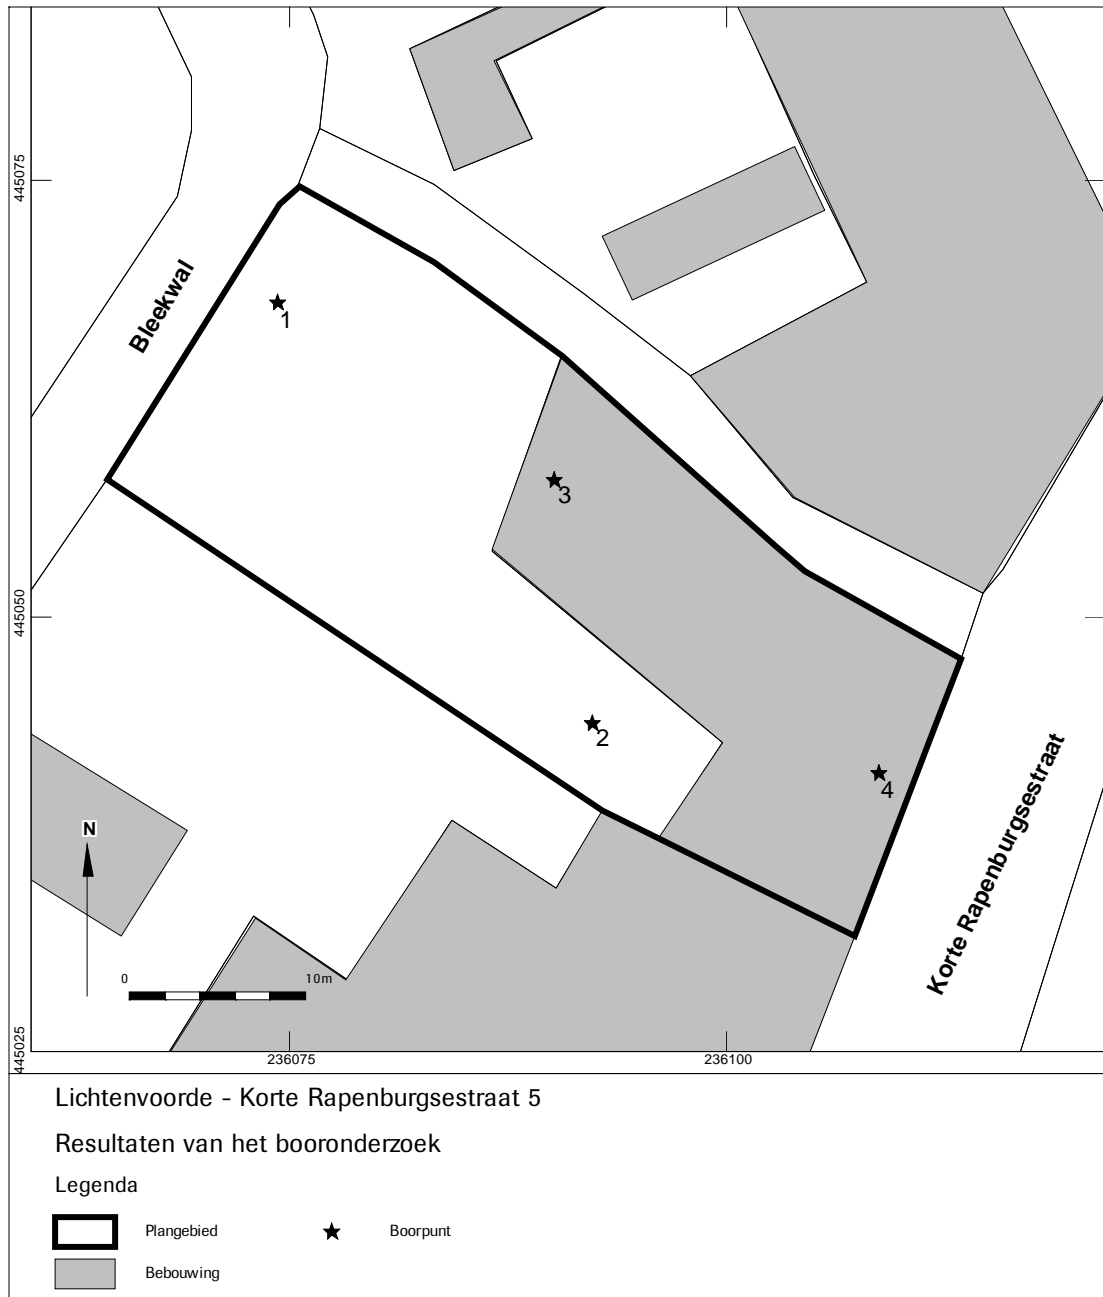 445075
Bleekwal
1
3
445050
2
4
Korte Rapenburgsestraat
N
0 10m
445025
236075 236100
Lichtenvoorde - Korte Rapenburgsestraat 5
Resultaten van het booronderzoek
Legenda
Plangebied Boorpunt
Bebouwing